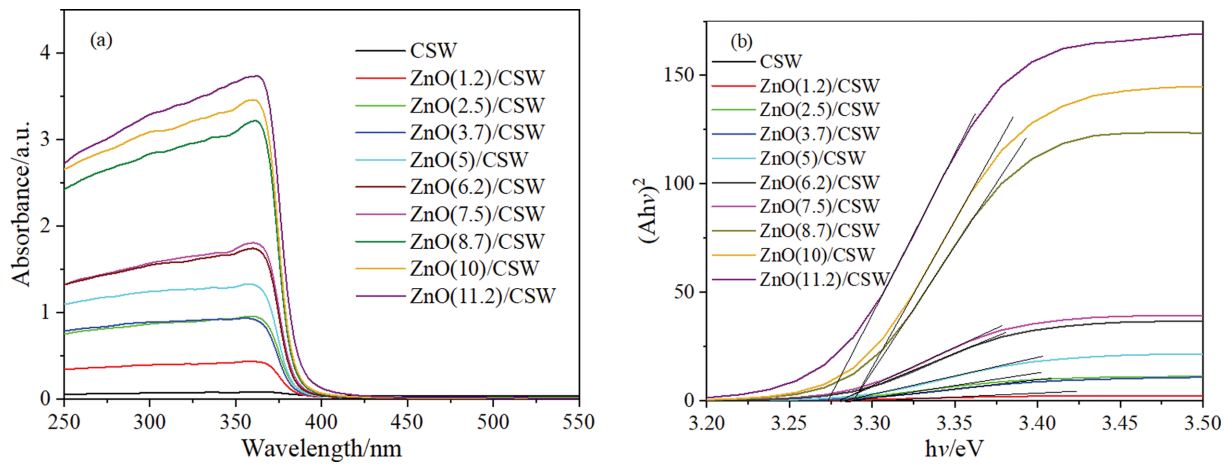 (a)
Absorbance/a.u.
4
3
2
1
0
CSW
ZnO(1.2)/CSW
ZnO(2.5)/CSW
ZnO(3.7)/CSW
ZnO(5)/CSW
ZnO(6.2)/CSW
ZnO(7.5)/CSW
ZnO(8.7)/CSW
ZnO(10)/CSW
ZnO(11.2)/CSW
250 300 350 400 450 500 550
Wavelength/nm
(b)
(Ahν)²
150
100
50
0
CSW
ZnO(1.2)/CSW
ZnO(2.5)/CSW
ZnO(3.7)/CSW
ZnO(5)/CSW
ZnO(6.2)/CSW
ZnO(7.5)/CSW
ZnO(8.7)/CSW
ZnO(10)/CSW
ZnO(11.2)/CSW
3.20 3.25 3.30 3.35 3.40 3.45 3.50
hν/eV